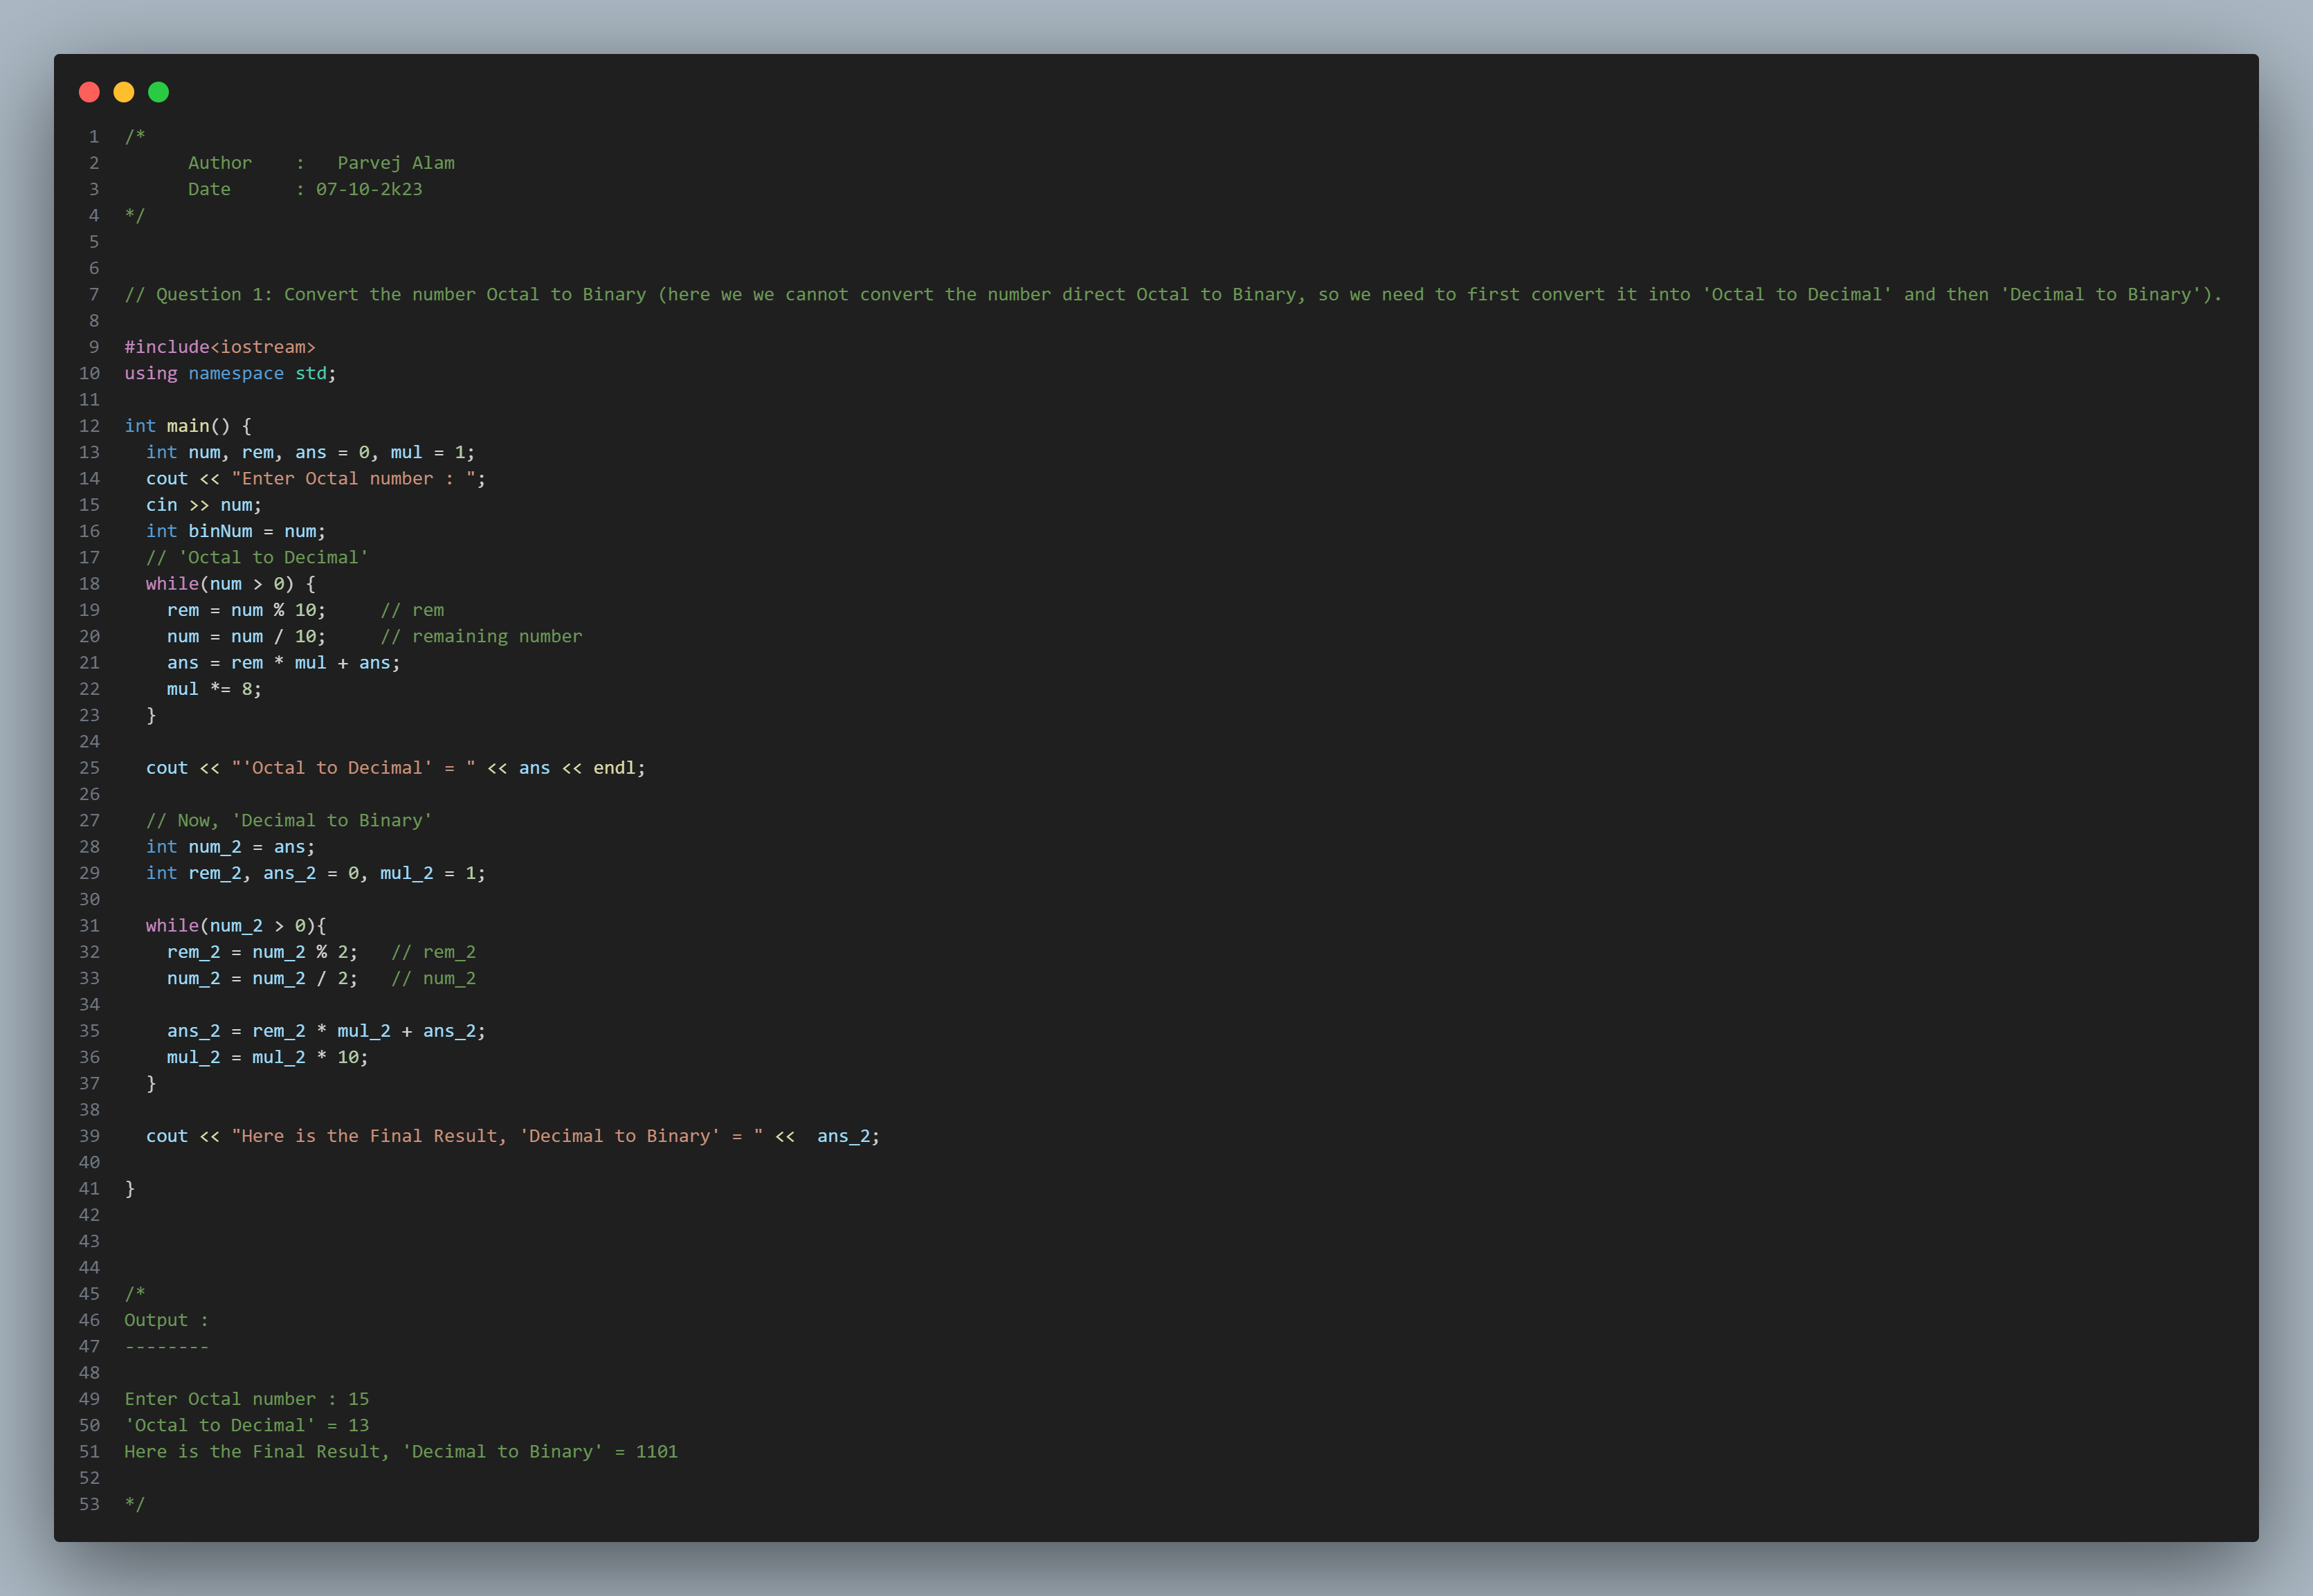 1 /*
2       Author    :   Parvej Alam
3       Date      : 07-10-2k23
4 */
5
6
7 // Question 1: Convert the number Octal to Binary (here we we cannot convert the number direct Octal to Binary, so we need to first convert it into 'Octal to Decimal' and then 'Decimal to Binary').
8
9 #include<iostream>
10 using namespace std;
11
12 int main() {
13   int num, rem, ans = 0, mul = 1;
14   cout << "Enter Octal number : ";
15   cin >> num;
16   int binNum = num;
17   // 'Octal to Decimal'
18   while(num > 0) {
19     rem = num % 10;     // rem
20     num = num / 10;     // remaining number
21     ans = rem * mul + ans;
22     mul *= 8;
23   }
24
25   cout << "'Octal to Decimal' = " << ans << endl;
26
27   // Now, 'Decimal to Binary'
28   int num_2 = ans;
29   int rem_2, ans_2 = 0, mul_2 = 1;
30
31   while(num_2 > 0){
32     rem_2 = num_2 % 2;   // rem_2
33     num_2 = num_2 / 2;   // num_2
34
35     ans_2 = rem_2 * mul_2 + ans_2;
36     mul_2 = mul_2 * 10;
37   }
38
39   cout << "Here is the Final Result, 'Decimal to Binary' = " <<  ans_2;
40
41 }
42
43
44
45 /*
46 Output :
47 --------
48
49 Enter Octal number : 15
50 'Octal to Decimal' = 13
51 Here is the Final Result, 'Decimal to Binary' = 1101
52
53 */